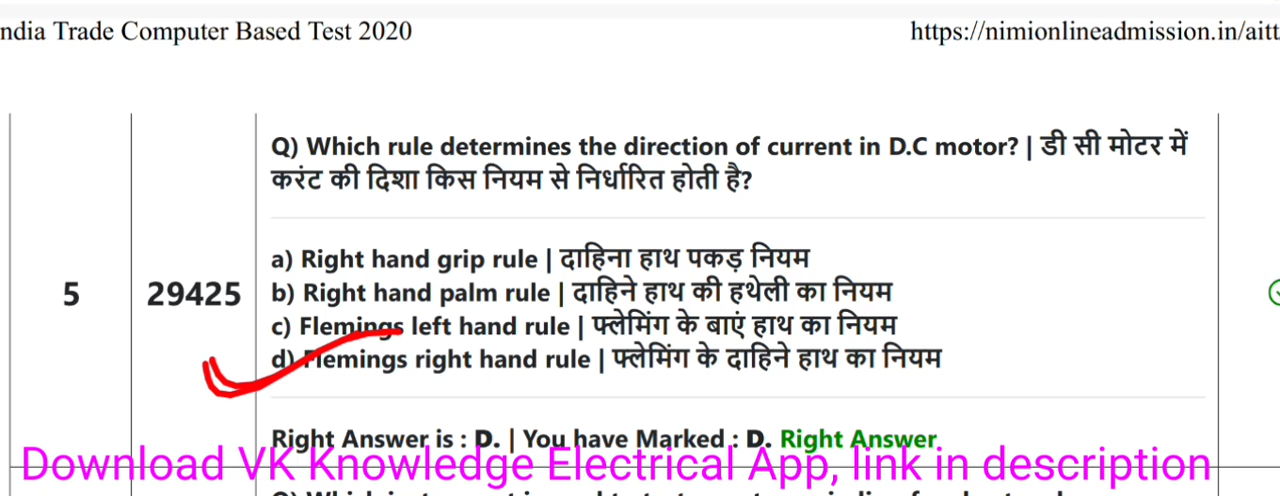 ndia Trade Computer Based Test 2020
https://nimionlineadmission.in/aitt
Q) Which rule determines the direction of current in D.C motor? | डी सी मोटर में
करंट की दिशा किस नियम से निर्धारित होती है?
a) Right hand grip rule | दाहिना हाथ पकड़ नियम
5
29425
b) Right hand palm rule | दाहिने हाथ की हथेली का नियम
c) Flemings left hand rule | फ्लेमिंग के बाएं हाथ का नियम
d) Flemings right hand rule | फ्लेमिंग के दाहिने हाथ का नियम
Right Answer is : D. | You have Marked : D. Right Answer
Download VK Knowledge Electrical App, link in description